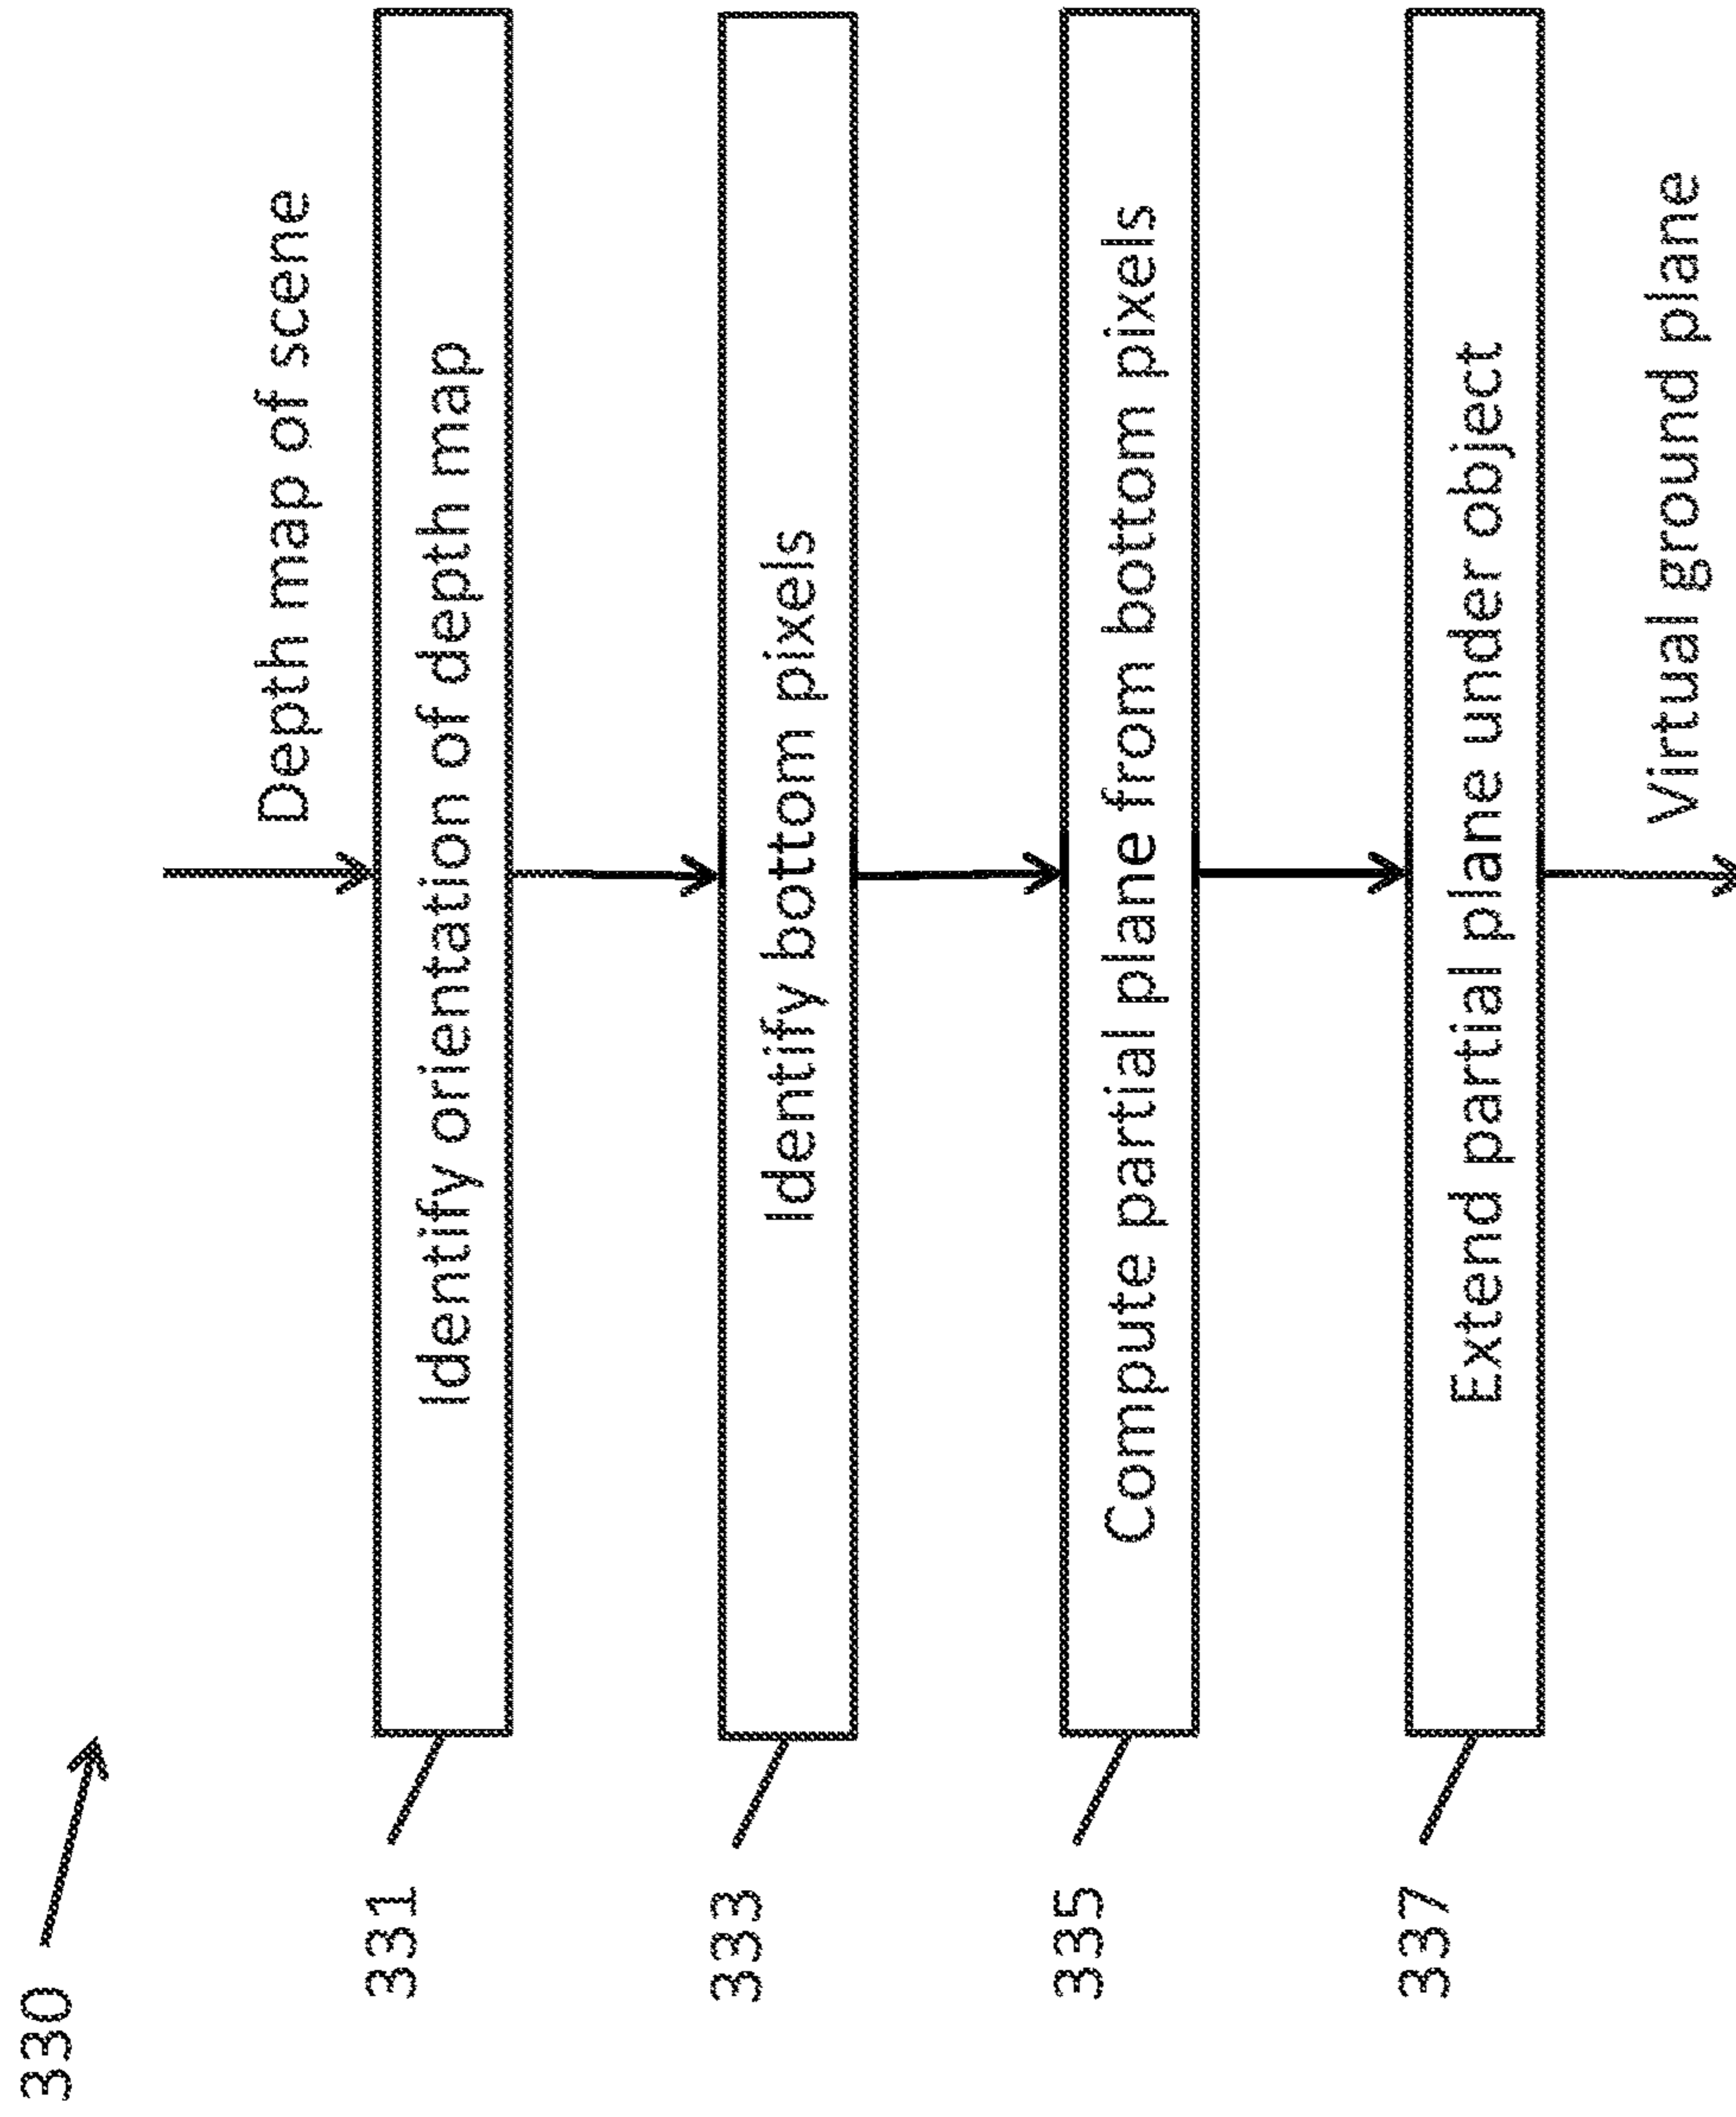 330
Depth map of scene
331
Identify orientation of depth map
333
Identify bottom pixels
335
Compute partial plane from bottom pixels
337
Extend partial plane under object
Virtual ground plane